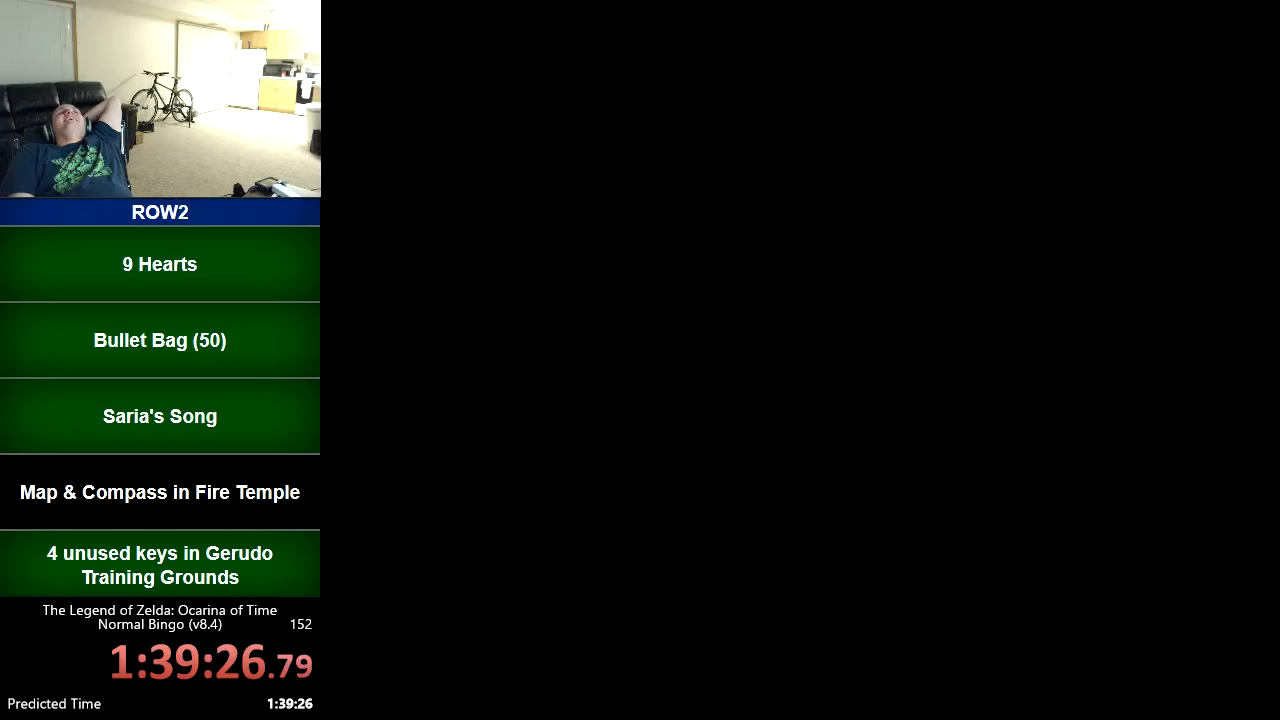 ROW2
9 Hearts
Bullet Bag (50)
Saria's Song
Map & Compass in Fire Temple
4 unused keys in Gerudo
Training Grounds
The Legend of Zelda: Ocarina of Time
Normal Bingo (v8.4) 152
1:39:26.79
Predicted Time 1:39:26